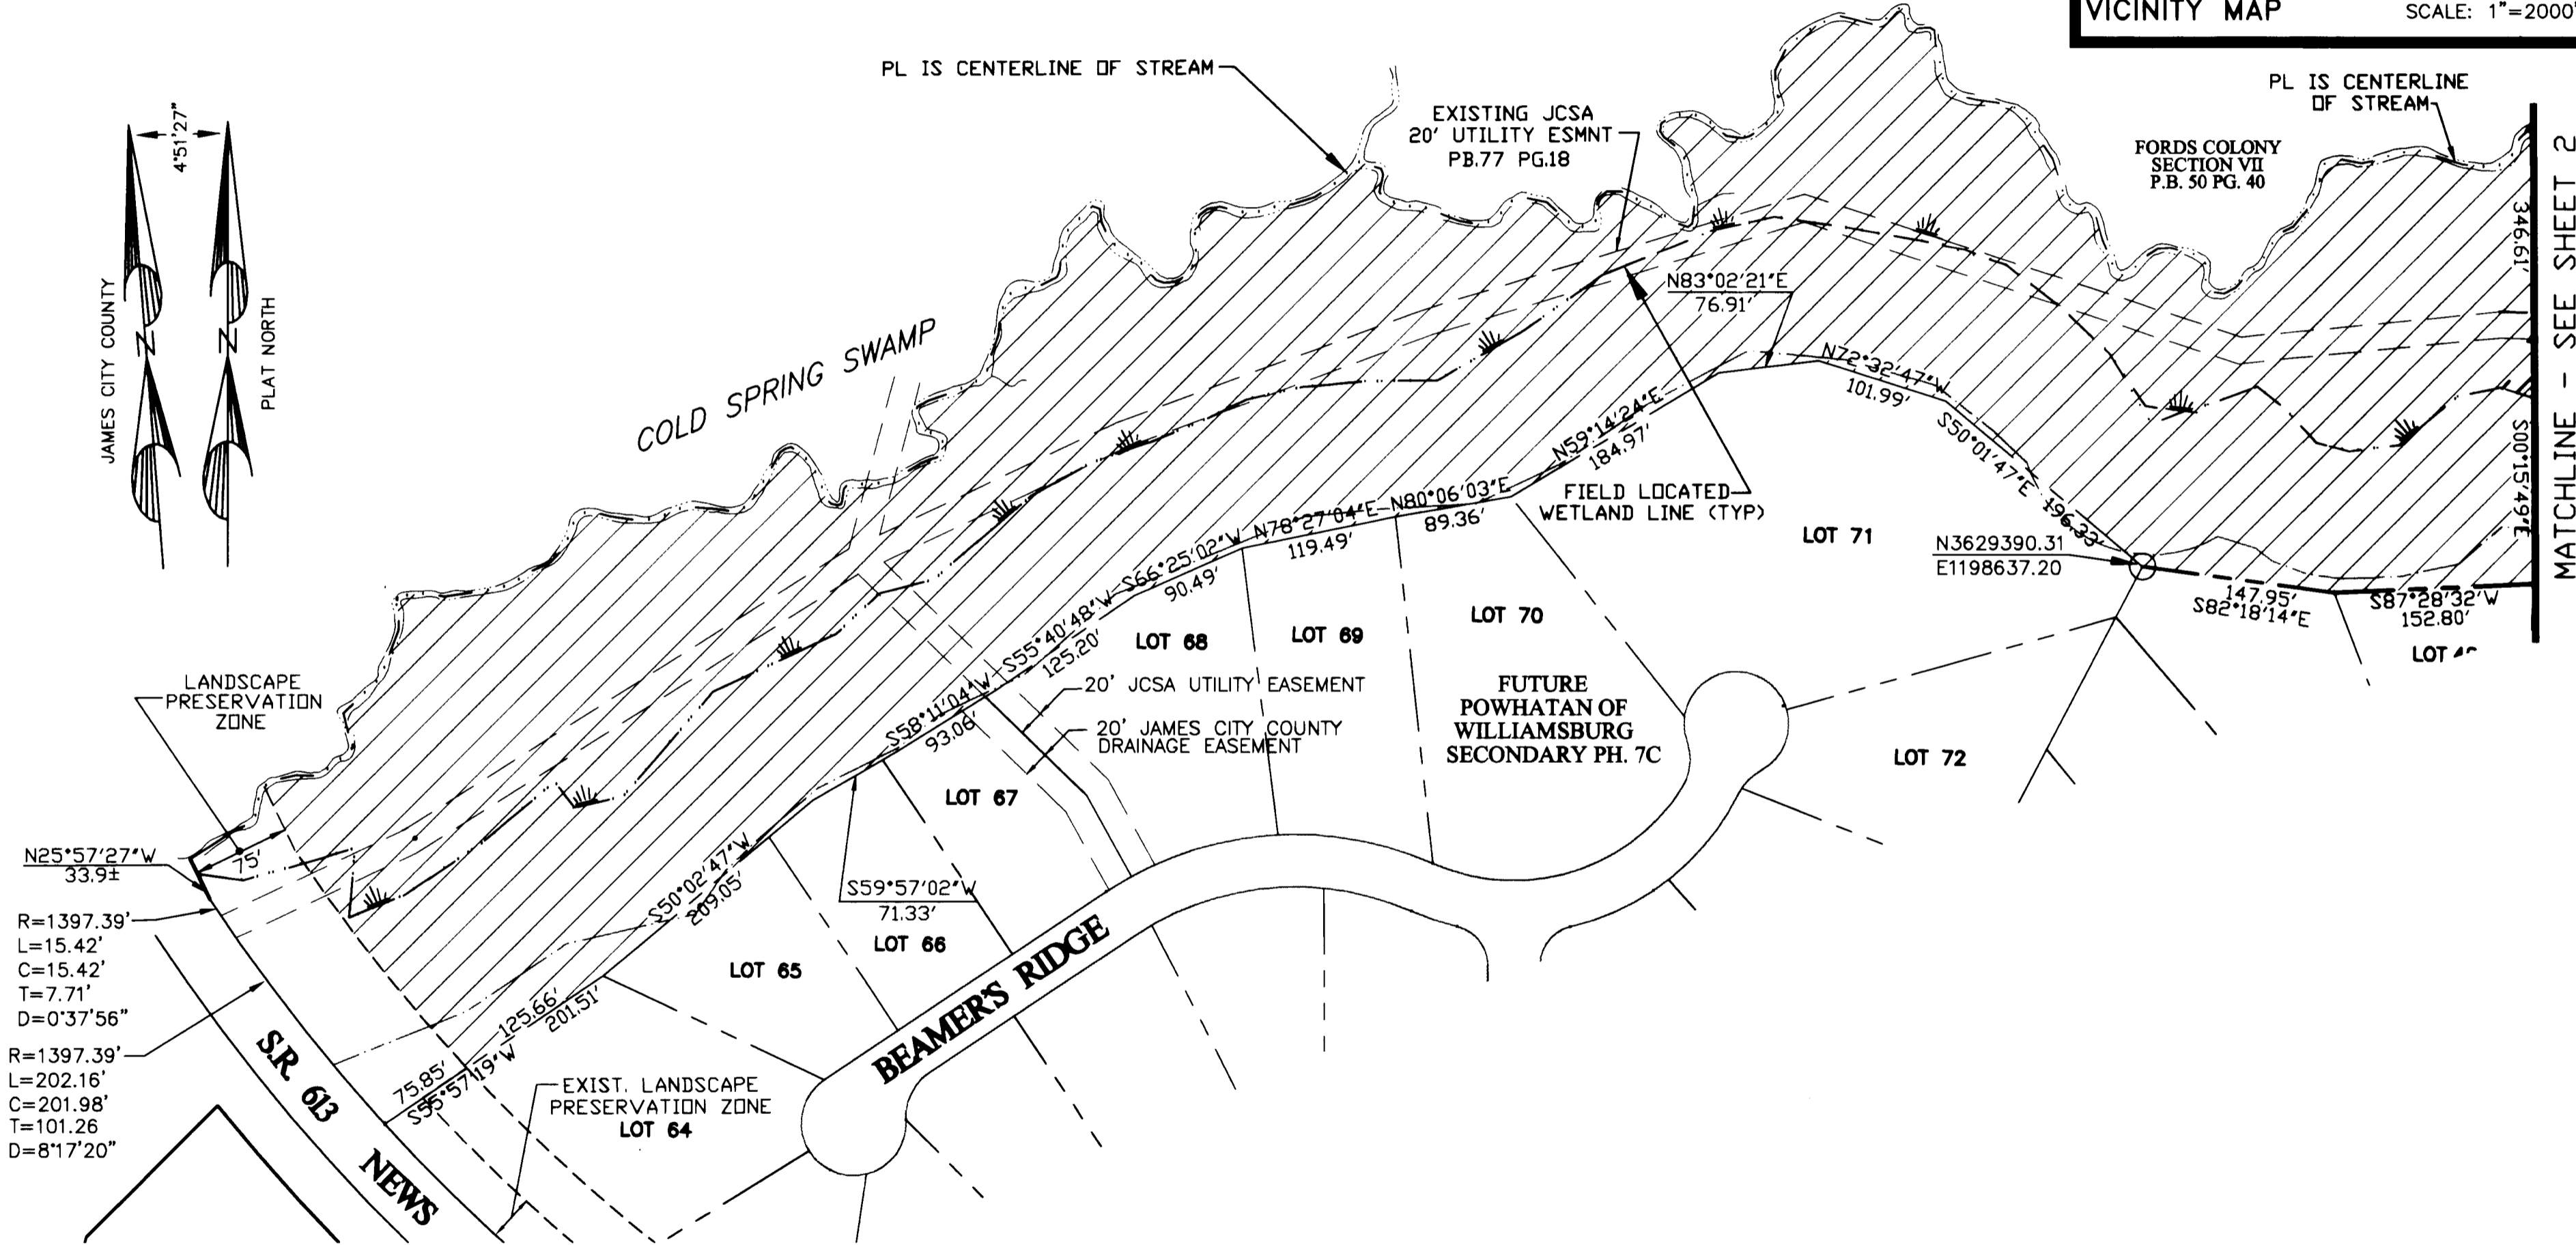 VICINITY MAP
SCALE: 1"=2000'
PL IS CENTERLINE OF STREAM
PL IS CENTERLINE
OF STREAM
EXISTING JCSA
20' UTILITY ESMNT
PB.77 PG.18
FORDS COLONY
SECTION VII
P.B. 50 PG. 40
4°51'27"
JAMES CITY COUNTY
N
N
PLAT NORTH
346.61'
S00°15'49"E
MATCHLINE - SEE SHEET 2
COLD SPRING SWAMP
N83°02'21"E
76.91'
N72°32'47"W
101.99'
S50°01'47"E
196.33'
N59°14'24"E
184.97'
N80°06'03"E
89.36'
N78°27'04"E
119.49'
S66°25'02"W
90.49'
S55°40'48"W
125.20'
S58°11'04"W
93.06'
FIELD LOCATED
WETLAND LINE (TYP)
LOT 71
N3629390.31
E1198637.20
147.95'
S82°18'14"E
S87°28'32"W
152.80'
LOT
LOT 68
LOT 69
LOT 70
20' JCSA UTILITY EASEMENT
20' JAMES CITY COUNTY
DRAINAGE EASEMENT
FUTURE
POWHATAN OF
WILLIAMSBURG
SECONDARY PH. 7C
LOT 72
LANDSCAPE
PRESERVATION
ZONE
LOT 67
N25°57'27"W
33.9±
75'
S50°02'47"W
209.05'
S59°57'02"W
71.33'
LOT 66
LOT 65
R=1397.39'
L=15.42'
C=15.42'
T=7.71'
D=0°37'56"
R=1397.39'
L=202.16'
C=201.98'
T=101.26
D=8°17'20"
125.66'
201.51'
75.85'
S55°57'19"W
BEAMER'S RIDGE
EXIST. LANDSCAPE
PRESERVATION ZONE
LOT 64
S.R. 613
NEWS